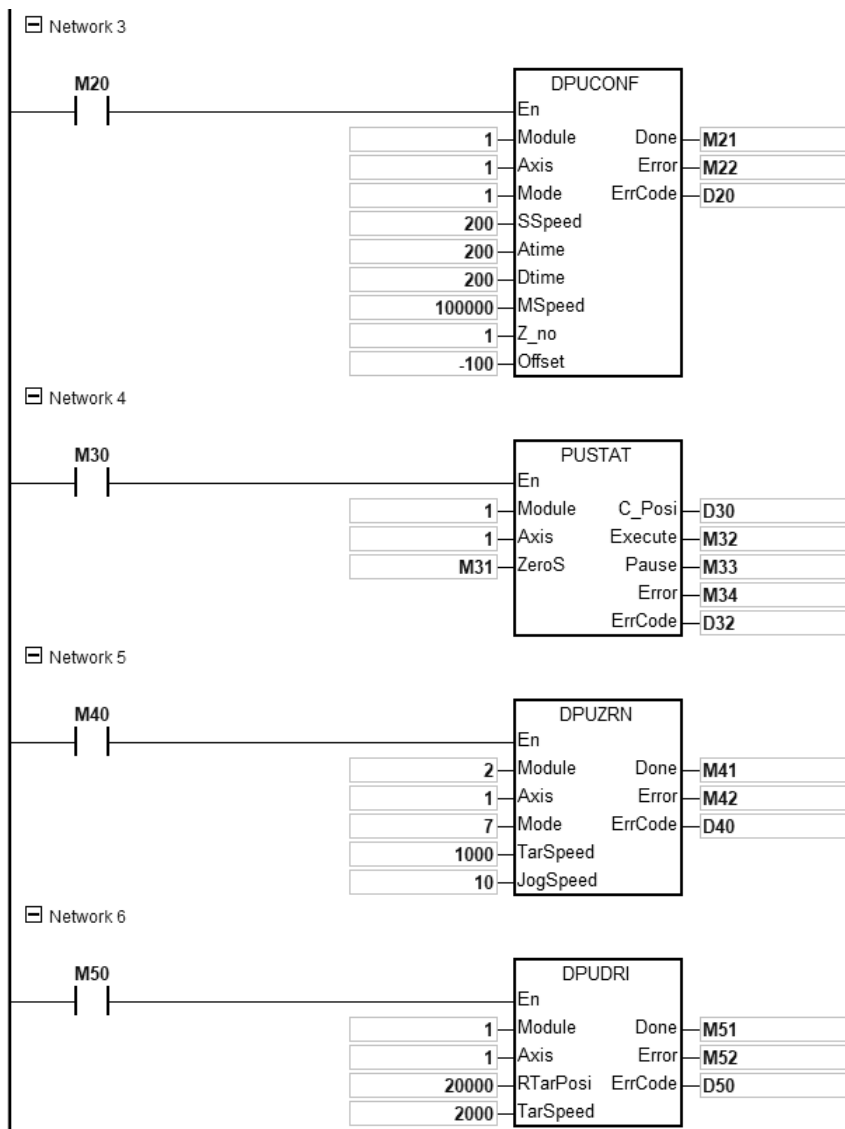 Network 3
M20
DPUCONF
En
1 Module Done M21
1 Axis Error M22
1 Mode ErrCode D20
200 SSpeed
200 Atime
200 Dtime
100000 MSpeed
1 Z_no
-100 Offset
Network 4
M30
PUSTAT
En
1 Module C_Posi D30
1 Axis Execute M32
M31 ZeroS Pause M33
Error M34
ErrCode D32
Network 5
M40
DPUZRN
En
2 Module Done M41
1 Axis Error M42
7 Mode ErrCode D40
1000 TarSpeed
10 JogSpeed
Network 6
M50
DPUDRI
En
1 Module Done M51
1 Axis Error M52
20000 RTarPosi ErrCode D50
2000 TarSpeed